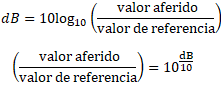 dB = 10log₁₀ (valor aferido / valor de referencia)
(valor aferido / valor de referencia) = 10^(dB/10)